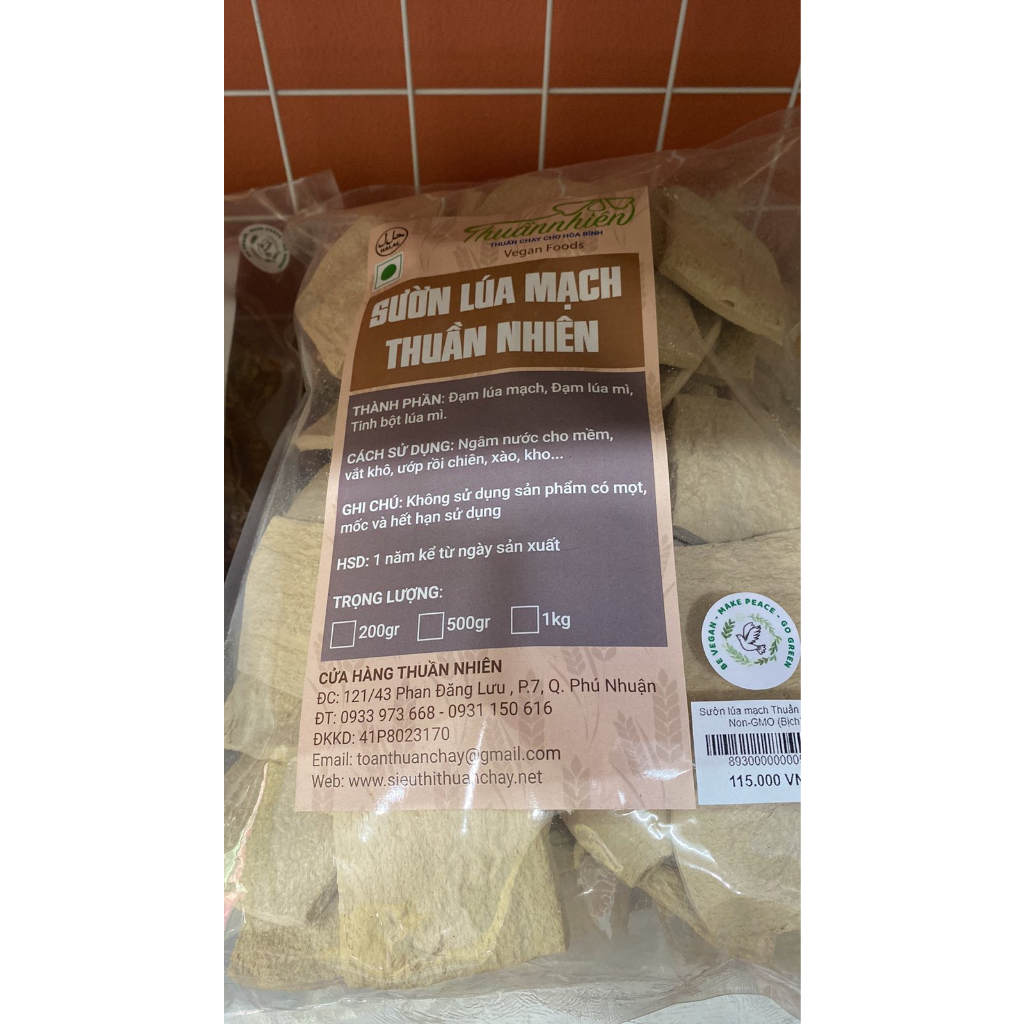 Thuầnnhiên
THUẦN CHAY CHO HÒA BÌNH
Vegan Foods
HALAL
SƯỜN LÚA MẠCH
THUẦN NHIÊN
THÀNH PHẦN: Đạm lúa mạch, Đạm lúa mì,
Tinh bột lúa mì.
CÁCH SỬ DỤNG: Ngâm nước cho mềm,
vắt khô, ướp rồi chiên, xào, kho...
GHI CHÚ: Không sử dụng sản phẩm có mọt,
mốc và hết hạn sử dụng
HSD: 1 năm kể từ ngày sản xuất
TRỌNG LƯỢNG:
200gr 500gr 1kg
CỬA HÀNG THUẦN NHIÊN
ĐC: 121/43 Phan Đăng Lưu , P.7, Q. Phú Nhuận
ĐT: 0933 973 668 - 0931 150 616
ĐKKD: 41P8023170
Email: toanthuanchay@gmail.com
Web: www.sieuthithuanchay.net
BE VEGAN - MAKE PEACE - GO GREEN
Sườn lúa mạch Thuần
Non-GMO (Bịch)
115.000 VN